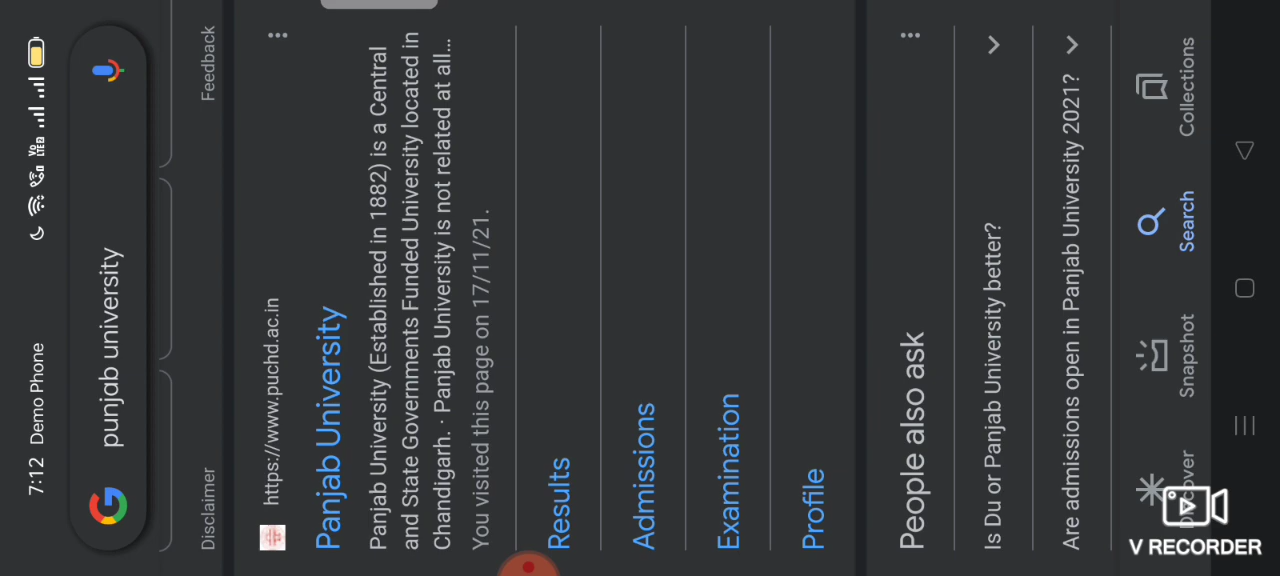 7:12 Demo Phone
VoLTE2
punjab university
Disclaimer Feedback
https://www.puchd.ac.in
Panjab University
Panjab University (Established in 1882) is a Central
and State Governments Funded University located in
Chandigarh. · Panjab University is not related at all...
You visited this page on 17/11/21.
Results
Admissions
Examination
Profile
People also ask
Is Du or Panjab University better?
Are admissions open in Panjab University 2021?
Discover Snapshot Search Collections
V RECORDER